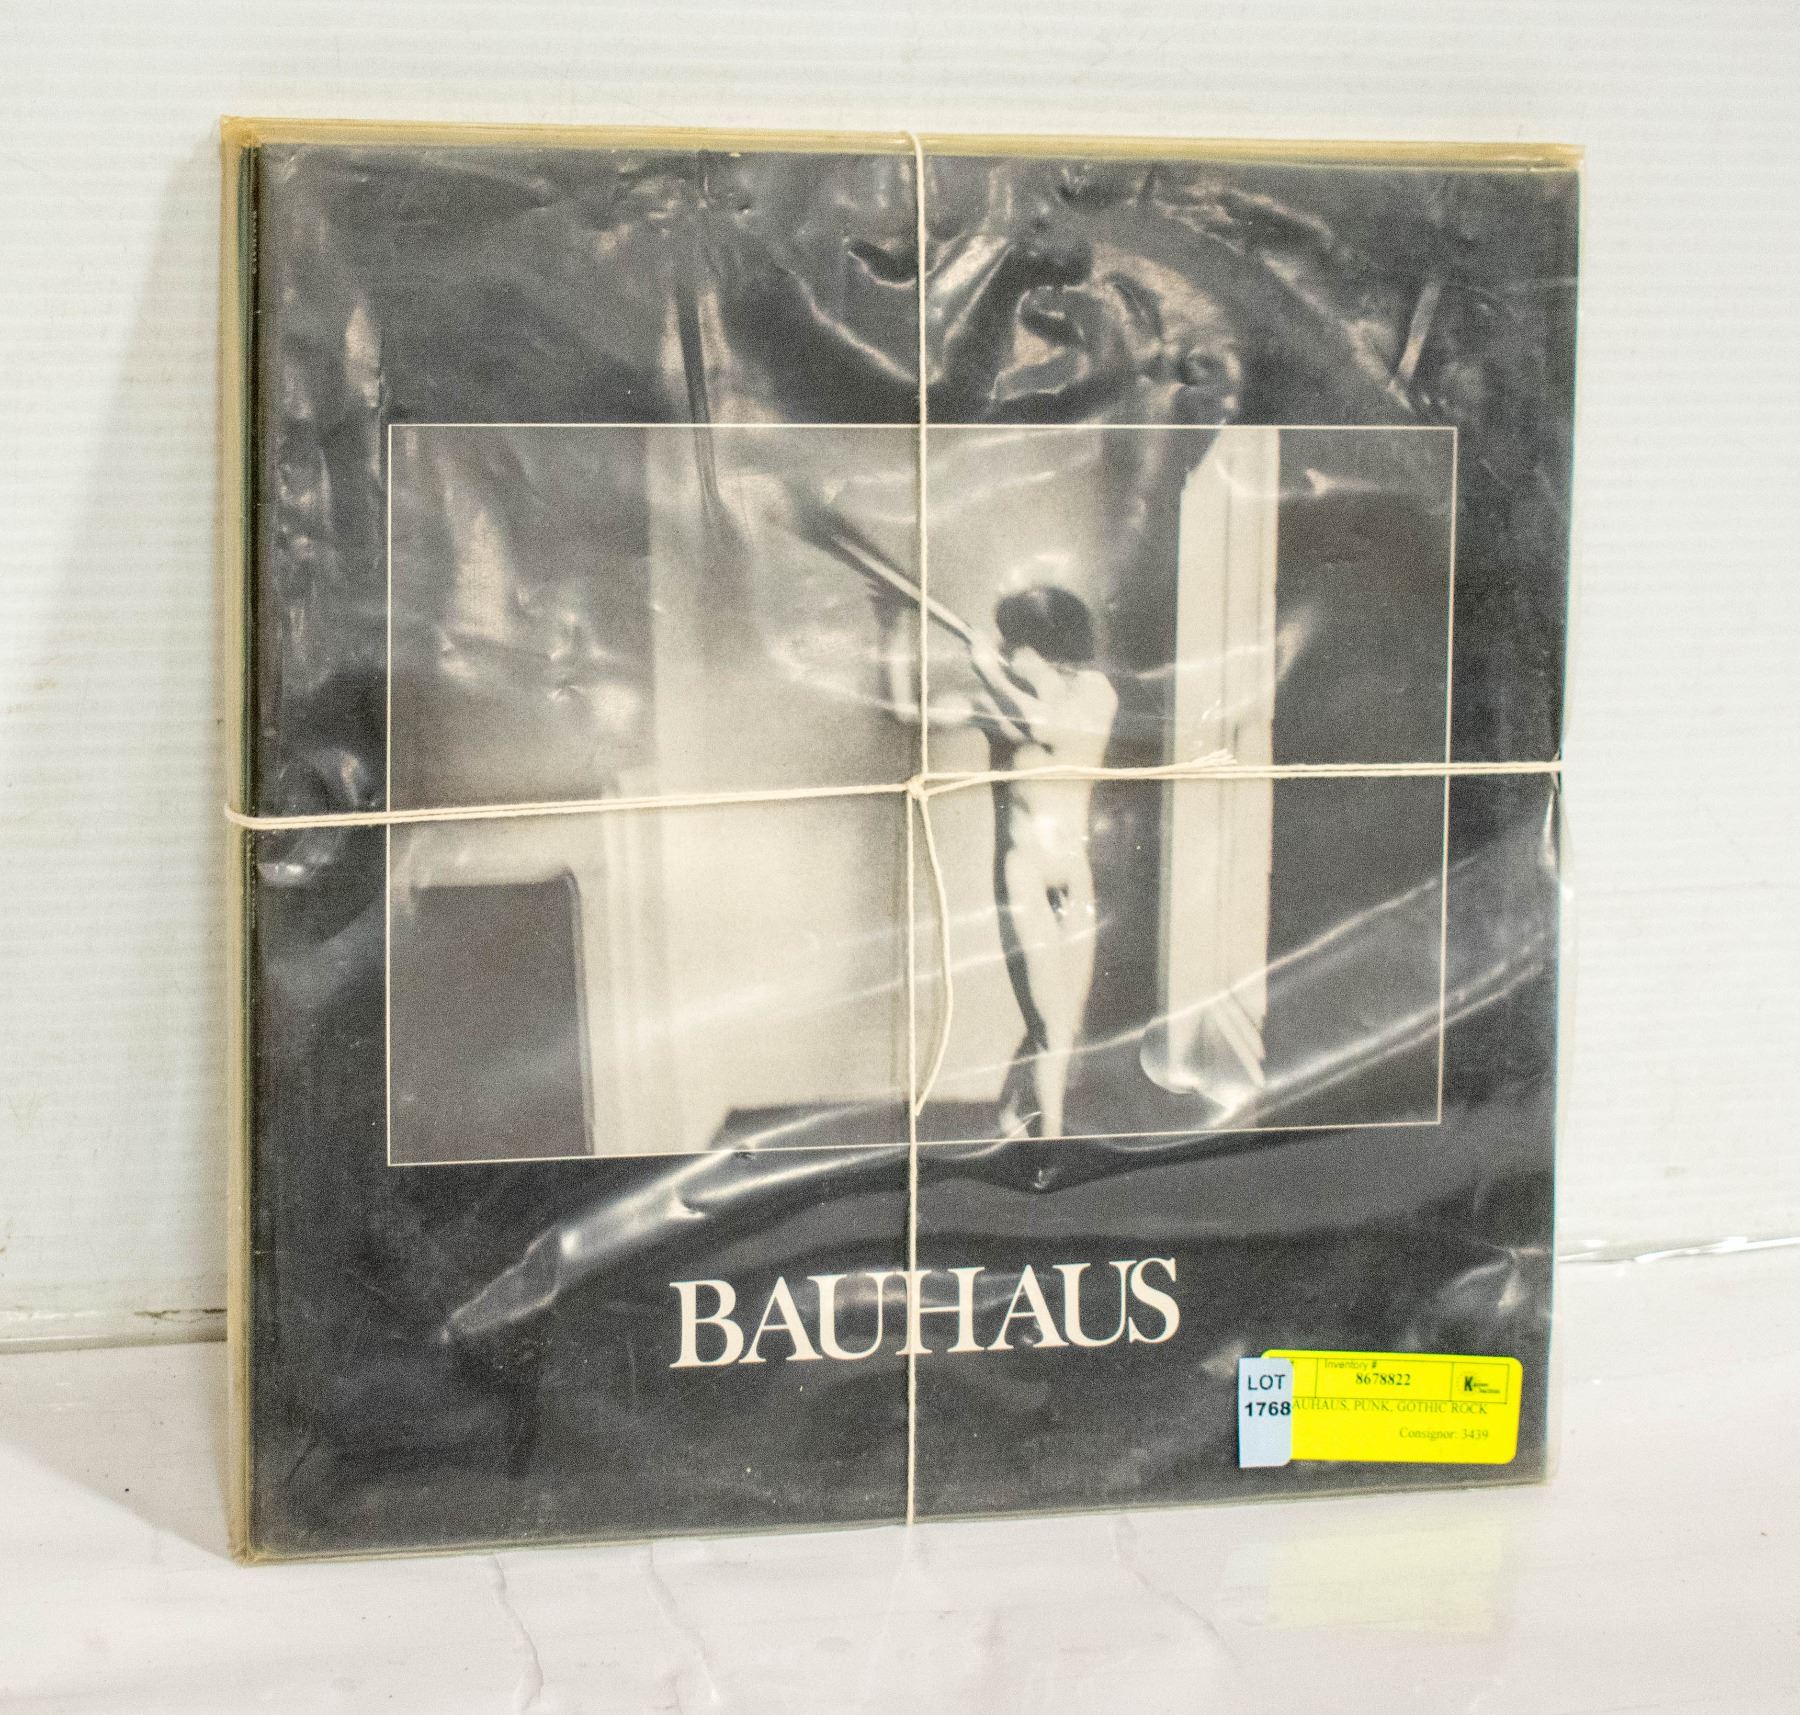 BAUHAUS
LOT
1768
Inventory #
8678822
AUHAUS, PUNK, GOTHIC ROCK
Consignor: 3439